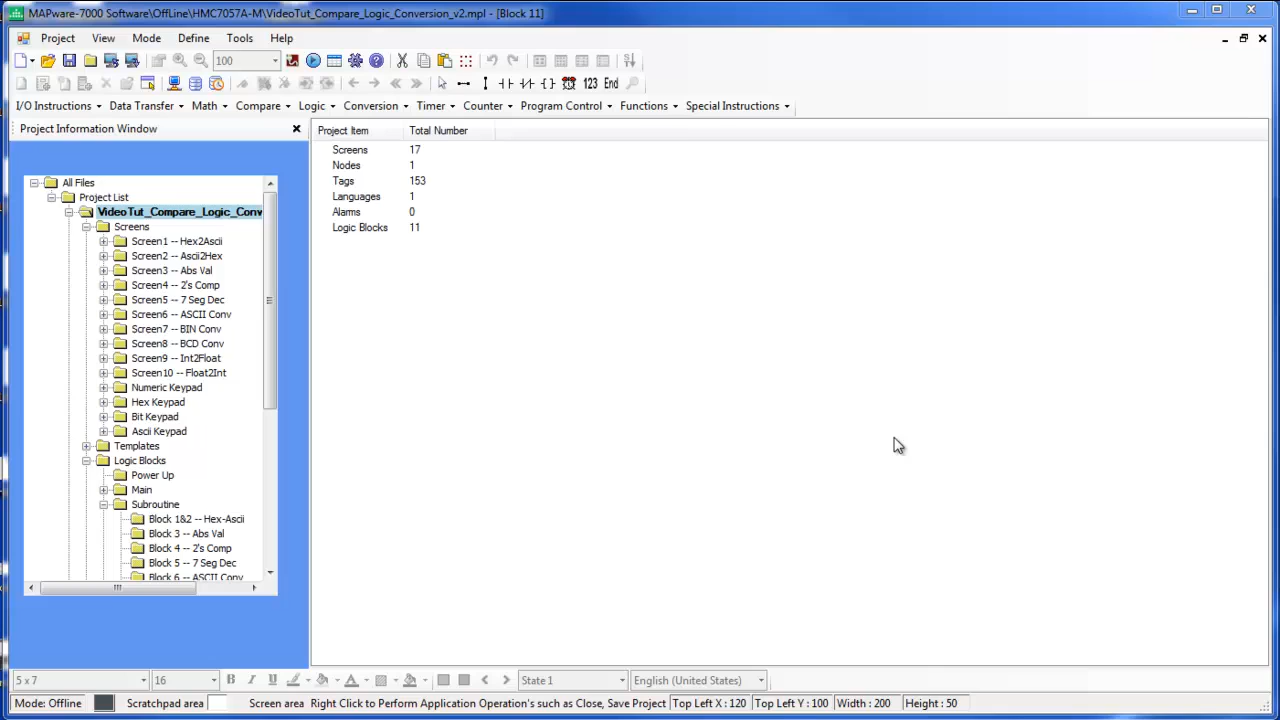 MAPware-7000 Software\OffLine\HMC7057A-M\VideoTut_Compare_Logic_Conversion_v2.mpl - [Block 11]
Project View Mode Define Tools Help
100
123 End
I/O Instructions Data Transfer Math Compare Logic Conversion Timer Counter Program Control Functions Special Instructions
Project Information Window
Project Item Total Number
Screens 17
Nodes 1
Tags 153
Languages 1
Alarms 0
Logic Blocks 11
All Files
Project List
VideoTut_Compare_Logic_Conv
Screens
Screen1 -- Hex2Ascii
Screen2 -- Ascii2Hex
Screen3 -- Abs Val
Screen4 -- 2's Comp
Screen5 -- 7 Seg Dec
Screen6 -- ASCII Conv
Screen7 -- BIN Conv
Screen8 -- BCD Conv
Screen9 -- Int2Float
Screen10 -- Float2Int
Numeric Keypad
Hex Keypad
Bit Keypad
Ascii Keypad
Templates
Logic Blocks
Power Up
Main
Subroutine
Block 1&2 -- Hex-Ascii
Block 3 -- Abs Val
Block 4 -- 2's Comp
Block 5 -- 7 Seg Dec
Block 6 -- ASCII Conv
5 x 7 16 B I U A State 1 English (United States)
Mode: Offline Scratchpad area Screen area Right Click to Perform Application Operation's such as Close, Save Project Top Left X : 120 Top Left Y : 100 Width : 200 Height : 50